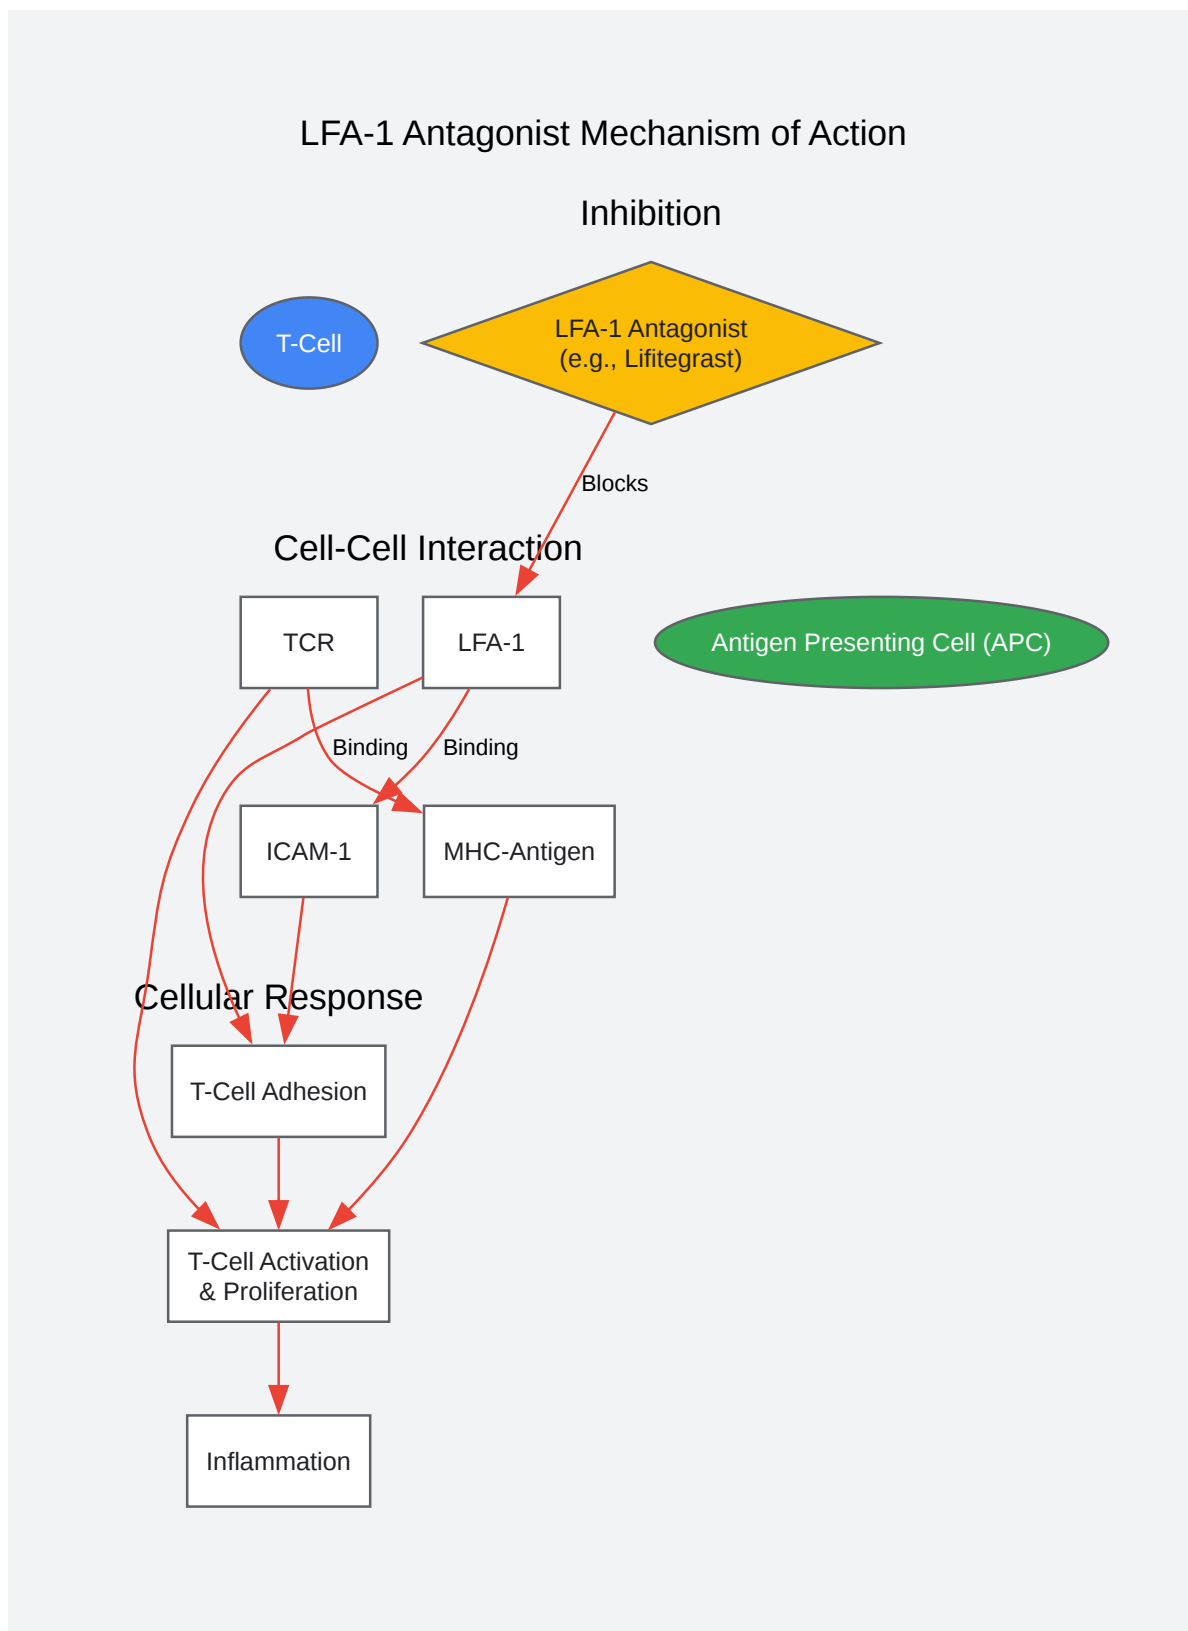 LFA-1 Antagonist Mechanism of Action
Inhibition
T-Cell
LFA-1 Antagonist
(e.g., Lifitegrast)
Blocks
Cell-Cell Interaction
TCR
LFA-1
Antigen Presenting Cell (APC)
Binding
Binding
ICAM-1
MHC-Antigen
Cellular Response
T-Cell Adhesion
T-Cell Activation
& Proliferation
Inflammation